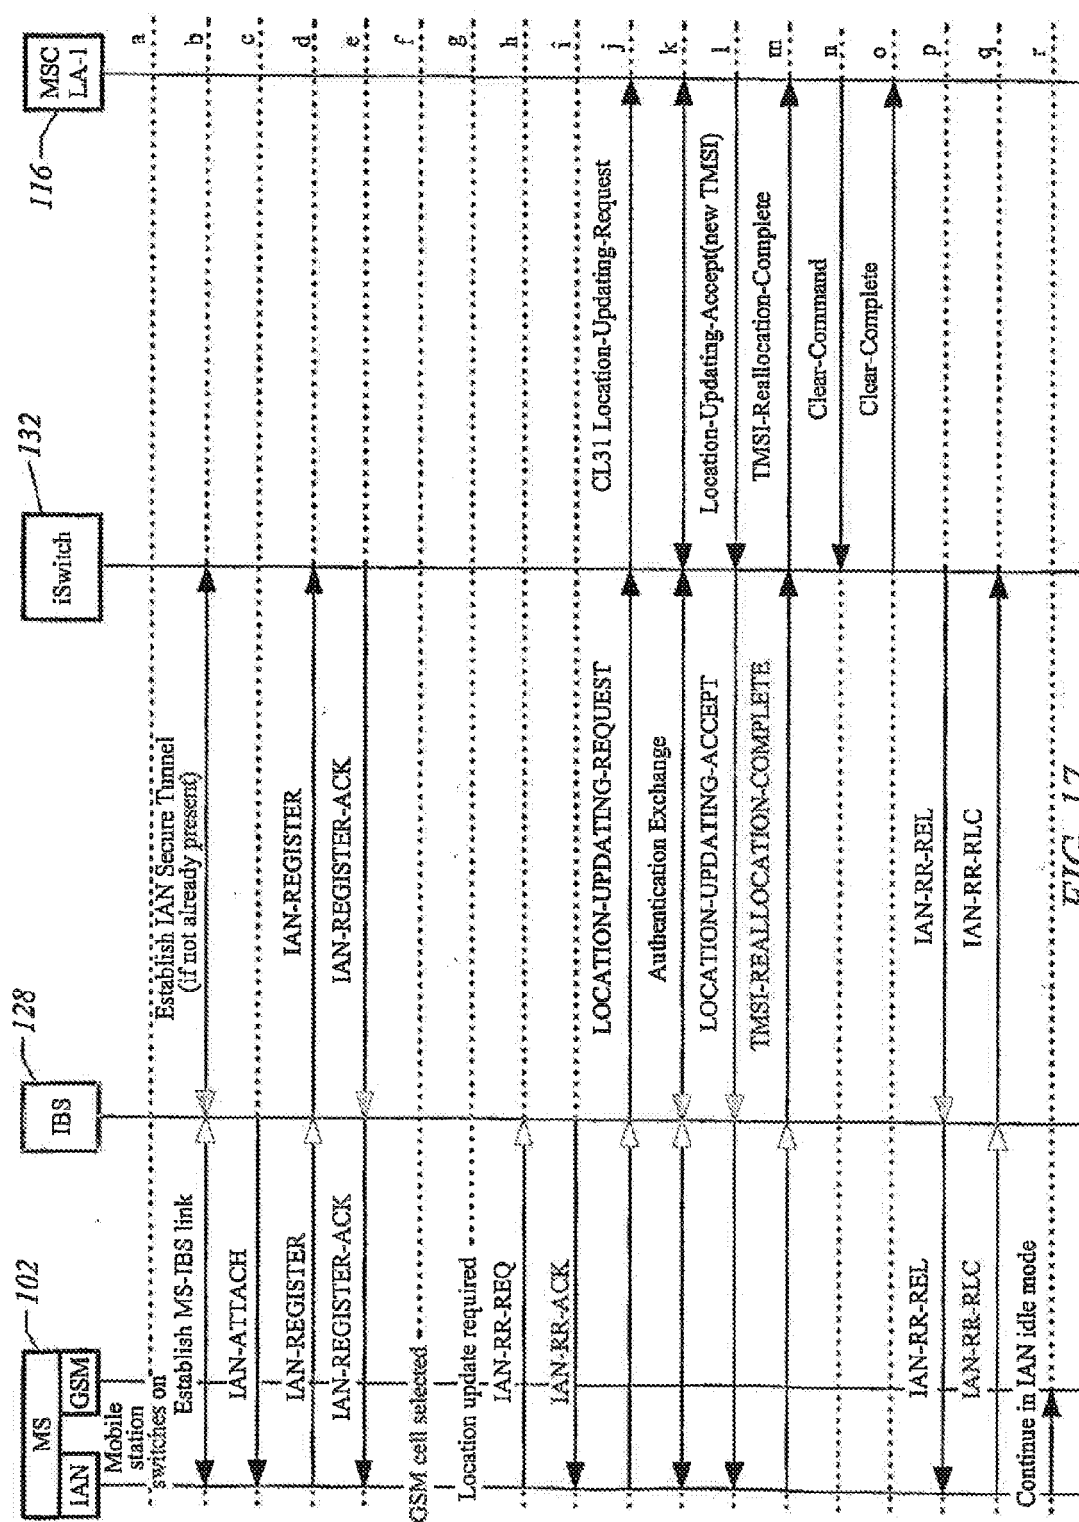 102
MS
IAN
GSM
128
IBS
132
iSwitch
116
MSC
LA-1
Mobile
station
switches on
a
Establish MS-IBS link
Establish IAN Secure Tunnel
(if not already present)
b
IAN-ATTACH
c
IAN-REGISTER
IAN-REGISTER
d
IAN-REGISTER-ACK
IAN-REGISTER-ACK
e
GSM cell selected
f
Location update required
g
IAN-RR-REQ
h
IAN-RR-ACK
i
LOCATION-UPDATING-REQUEST
CL31 Location-Updating-Request
j
Authentication Exchange
k
LOCATION-UPDATING-ACCEPT
Location-Updating-Accept(new TMSI)
l
TMSI-REALLOCATION-COMPLETE
TMSI-Reallocation-Complete
m
Clear-Command
n
Clear-Complete
o
IAN-RR-REL
IAN-RR-REL
p
IAN-RR-RLC
IAN-RR-RLC
q
Continue in IAN idle mode
r
FIG. 17